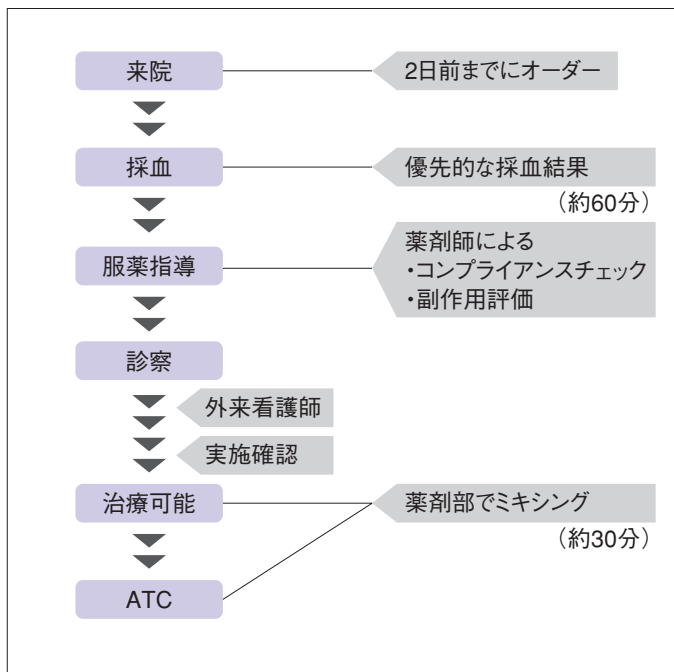 来院
2日前までにオーダー
採血
優先的な採血結果
（約60分）
服薬指導
薬剤師による
・コンプライアンスチェック
・副作用評価
診察
外来看護師
実施確認
治療可能
薬剤部でミキシング
（約30分）
ATC